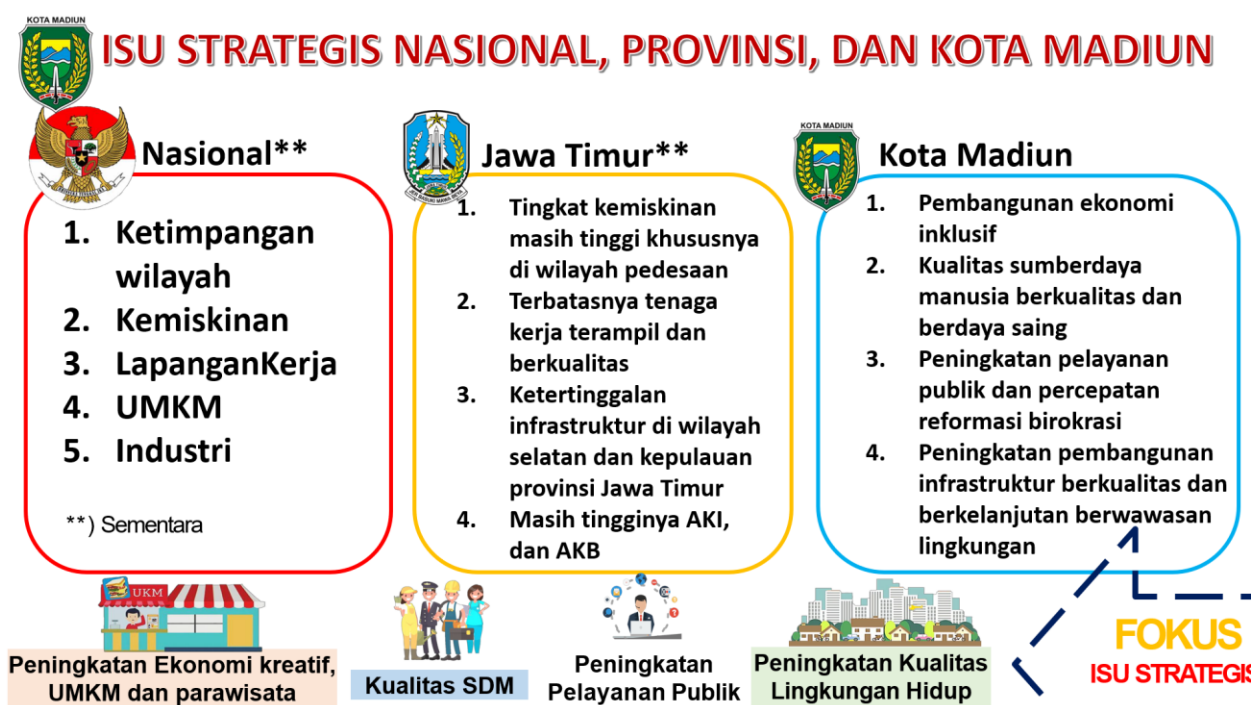 KOTA MADIUN
ISU STRATEGIS NASIONAL, PROVINSI, DAN KOTA MADIUN
Nasional**
1. Ketimpangan
wilayah
2. Kemiskinan
3. LapanganKerja
4. UMKM
5. Industri
**) Sementara
Jawa Timur**
1. Tingkat kemiskinan
masih tinggi khususnya
di wilayah pedesaan
2. Terbatasnya tenaga
kerja terampil dan
berkualitas
3. Ketertinggalan
infrastruktur di wilayah
selatan dan kepulauan
provinsi Jawa Timur
4. Masih tingginya AKI,
dan AKB
KOTA MADIUN
Kota Madiun
1. Pembangunan ekonomi
inklusif
2. Kualitas sumberdaya
manusia berkualitas dan
berdaya saing
3. Peningkatan pelayanan
publik dan percepatan
reformasi birokrasi
4. Peningkatan pembangunan
infrastruktur berkualitas dan
berkelanjutan berwawasan
lingkungan
UKM
Peningkatan Ekonomi kreatif,
UMKM dan parawisata
Kualitas SDM
Peningkatan
Pelayanan Publik
Peningkatan Kualitas
Lingkungan Hidup
FOKUS
ISU STRATEGIS